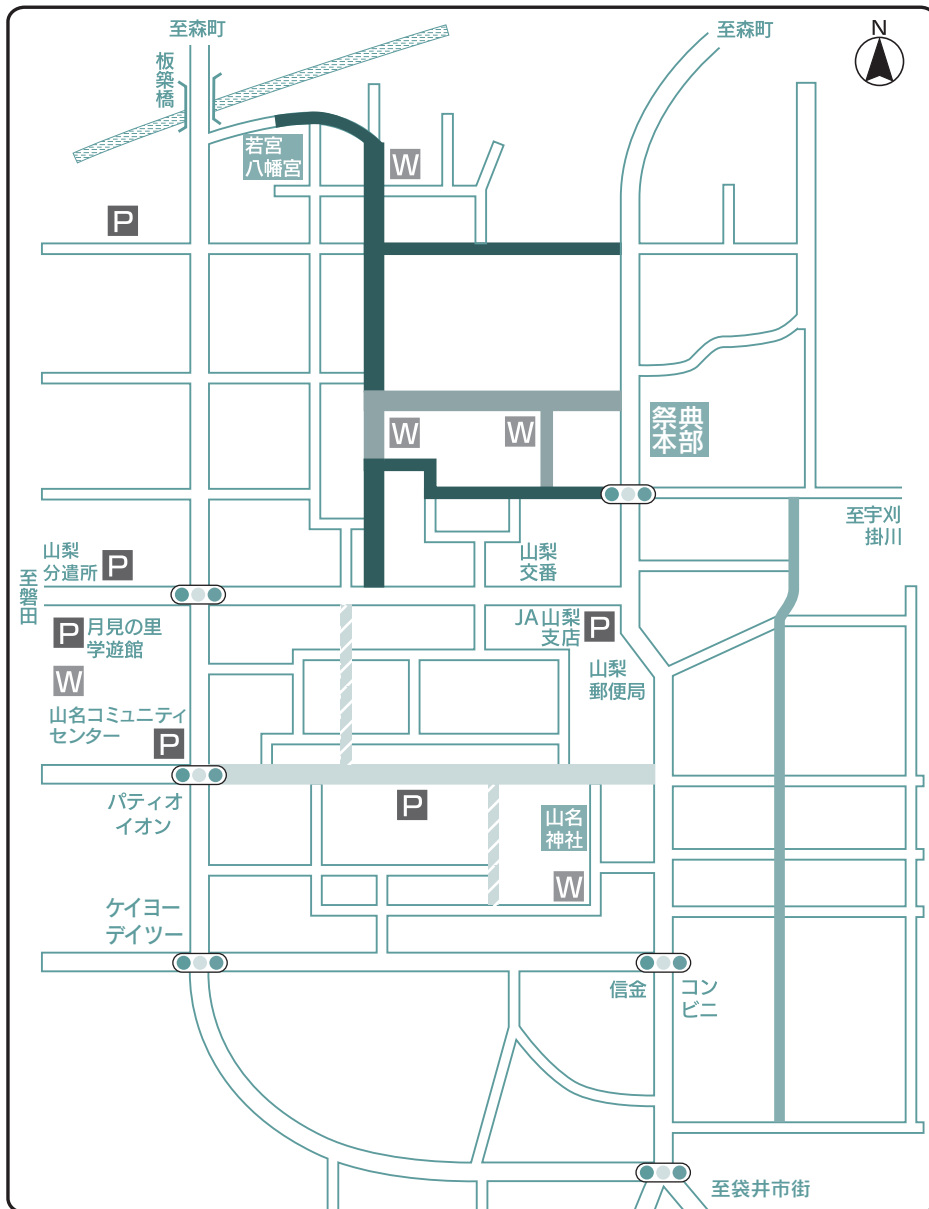 至森町
至森町
N
板築橋
若宮
八幡宮
W
P
W
W
祭典
本部
至宇刈
掛川
山梨
分遣所
P
山梨
交番
至磐田
P
月見の里
学遊館
JA山梨
支店
P
W
山梨
郵便局
山名コミュニティ
センター
P
パティオ
イオン
P
山名
神社
W
ケイヨー
デイツー
信金
コン
ビニ
至袋井市街